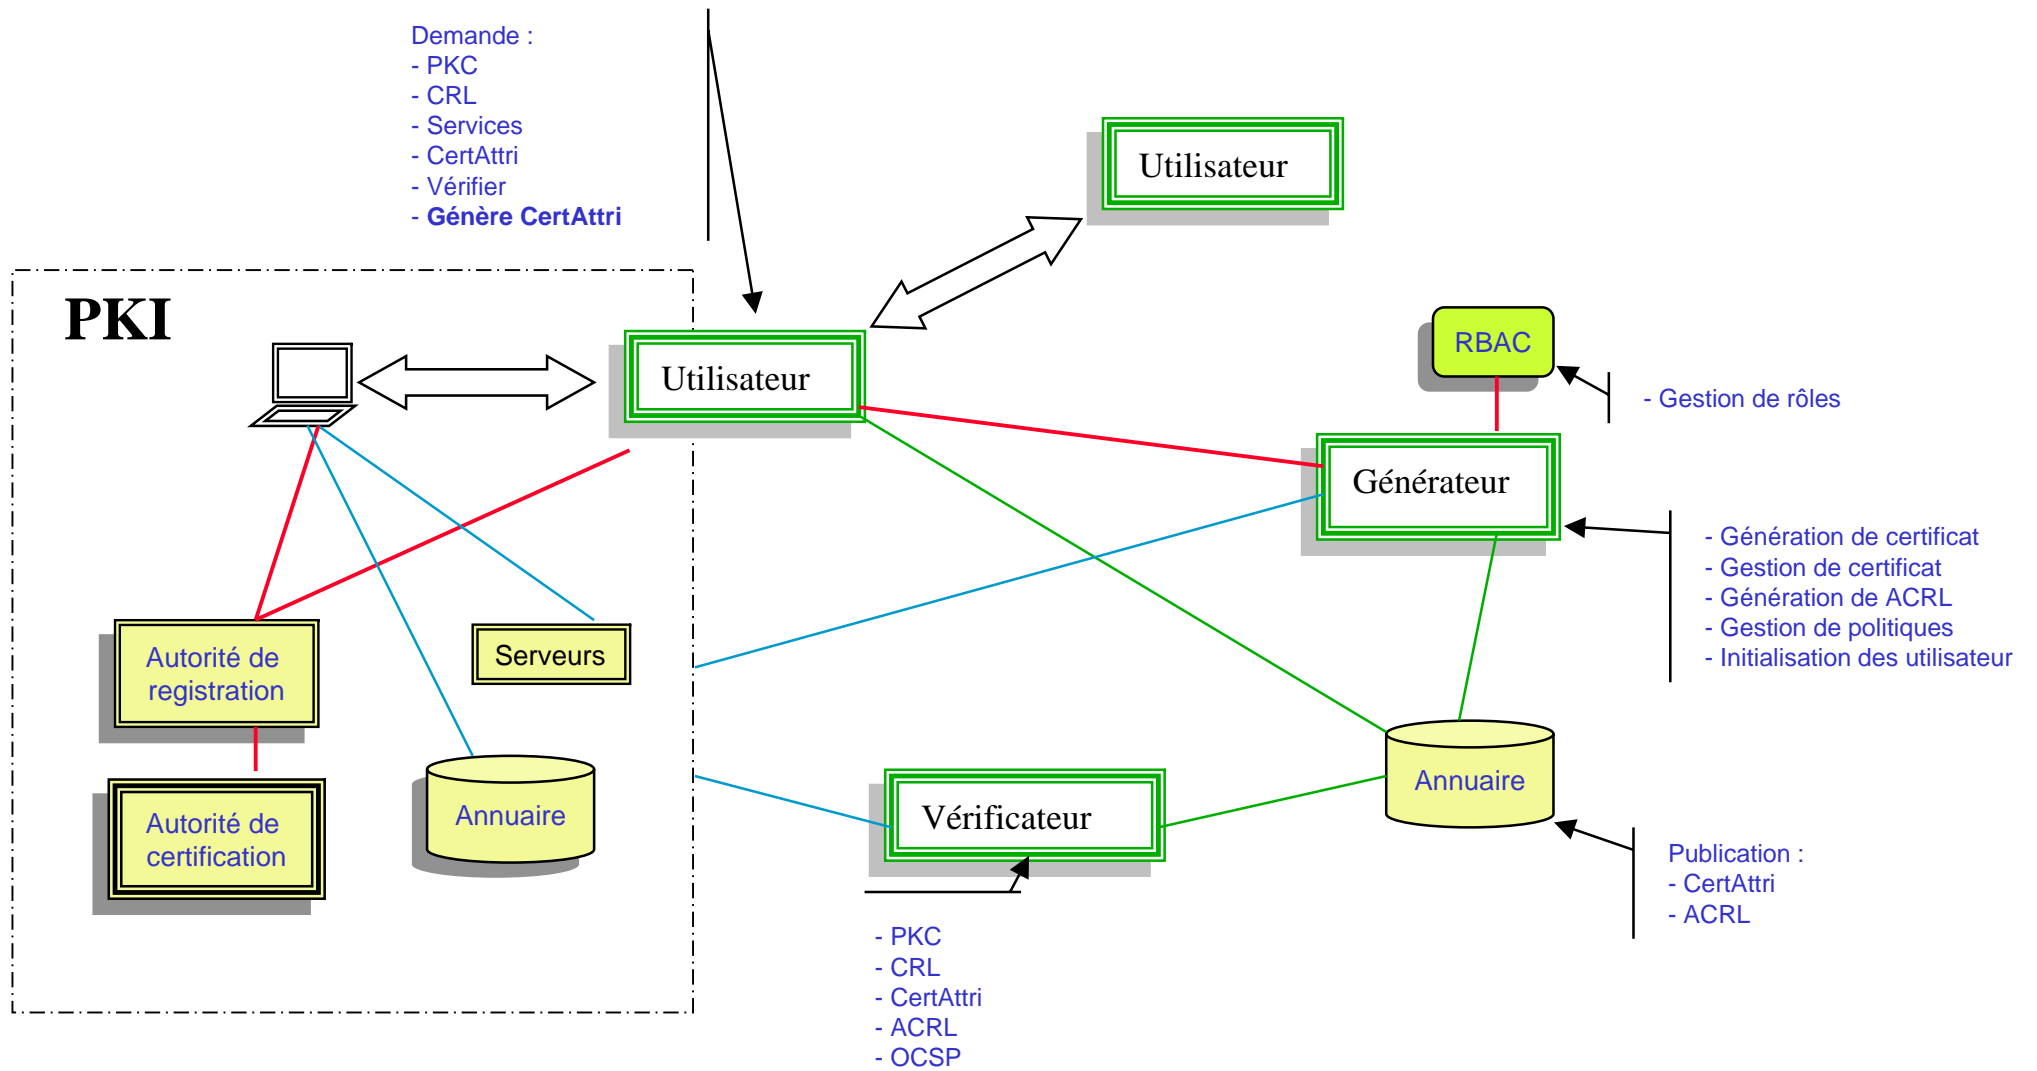 Demande :
- PKC
- CRL
- Services
- CertAttri
- Vérifier
- Génère CertAttri
Utilisateur
PKI
Utilisateur
RBAC
- Gestion de rôles
Générateur
- Génération de certificat
- Gestion de certificat
- Génération de ACRL
- Gestion de politiques
- Initialisation des utilisateur
Autorité de
registration
Serveurs
Autorité de
certification
Annuaire
Vérificateur
Annuaire
Publication :
- CertAttri
- ACRL
- PKC
- CRL
- CertAttri
- ACRL
- OCSP